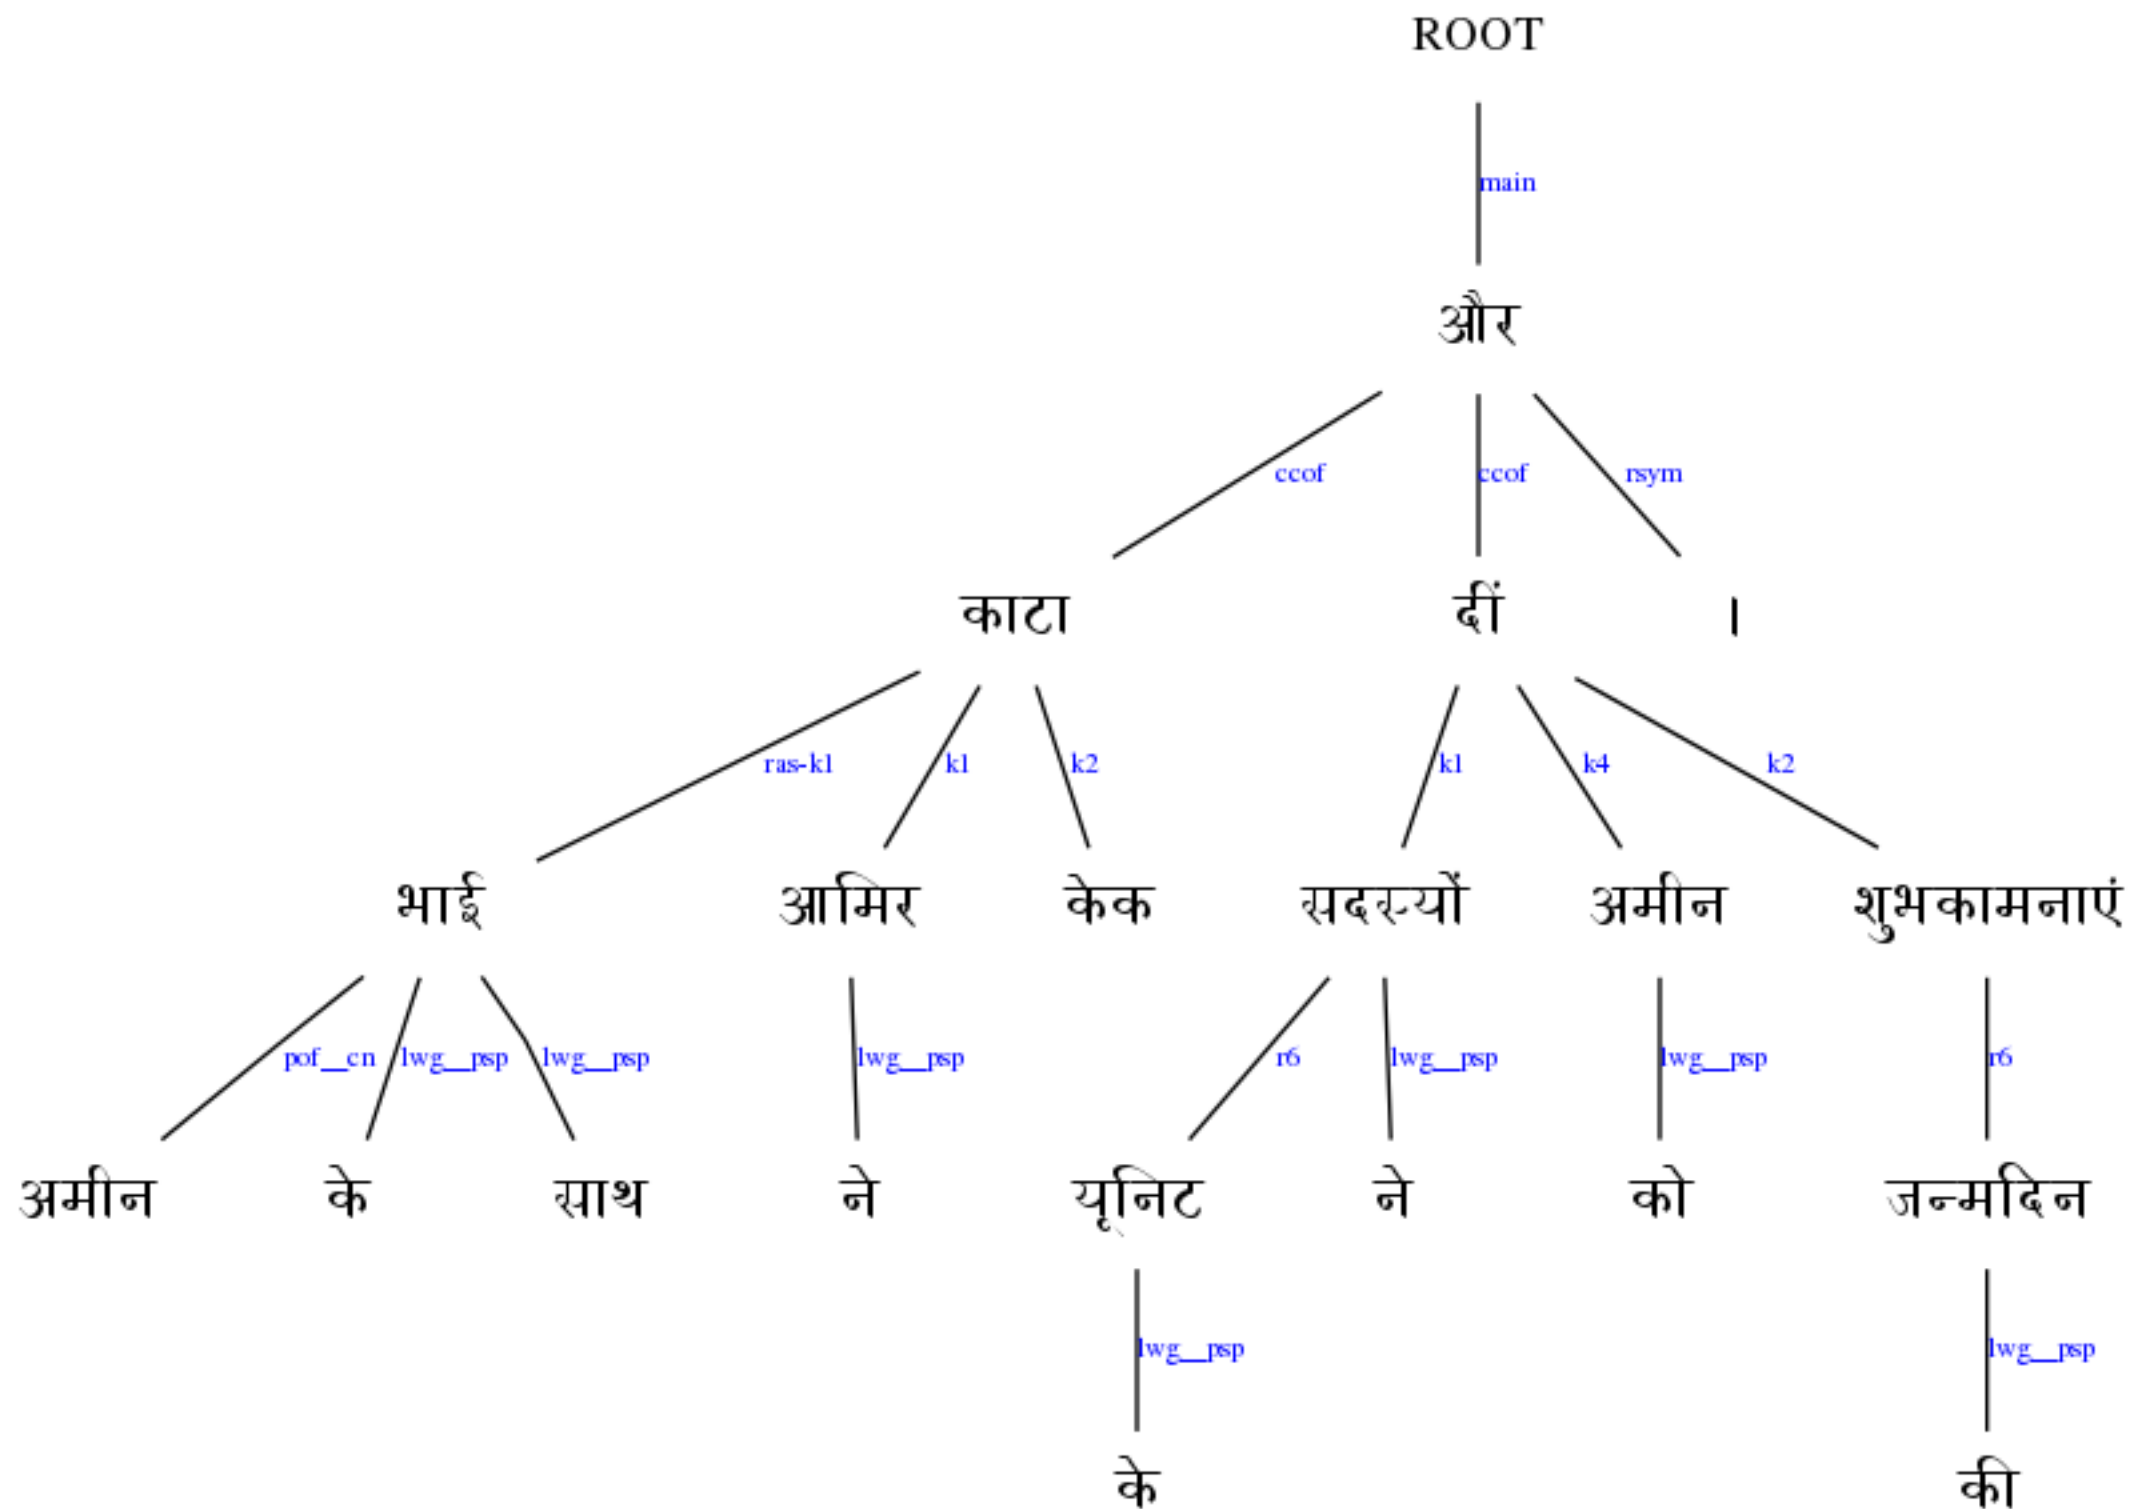 ROOT
main
और
ccof ccof rsym
काटा दीं ।
ras-k1 k1 k2 k1 k4 k2
भाई आमिर केक सदस्यों अमीन शुभकामनाएं
pof__cn lwg__psp lwg__psp lwg__psp r6 lwg__psp lwg__psp r6
अमीन के साथ ने यूनिट ने को जन्मदिन
lwg__psp lwg__psp
के की